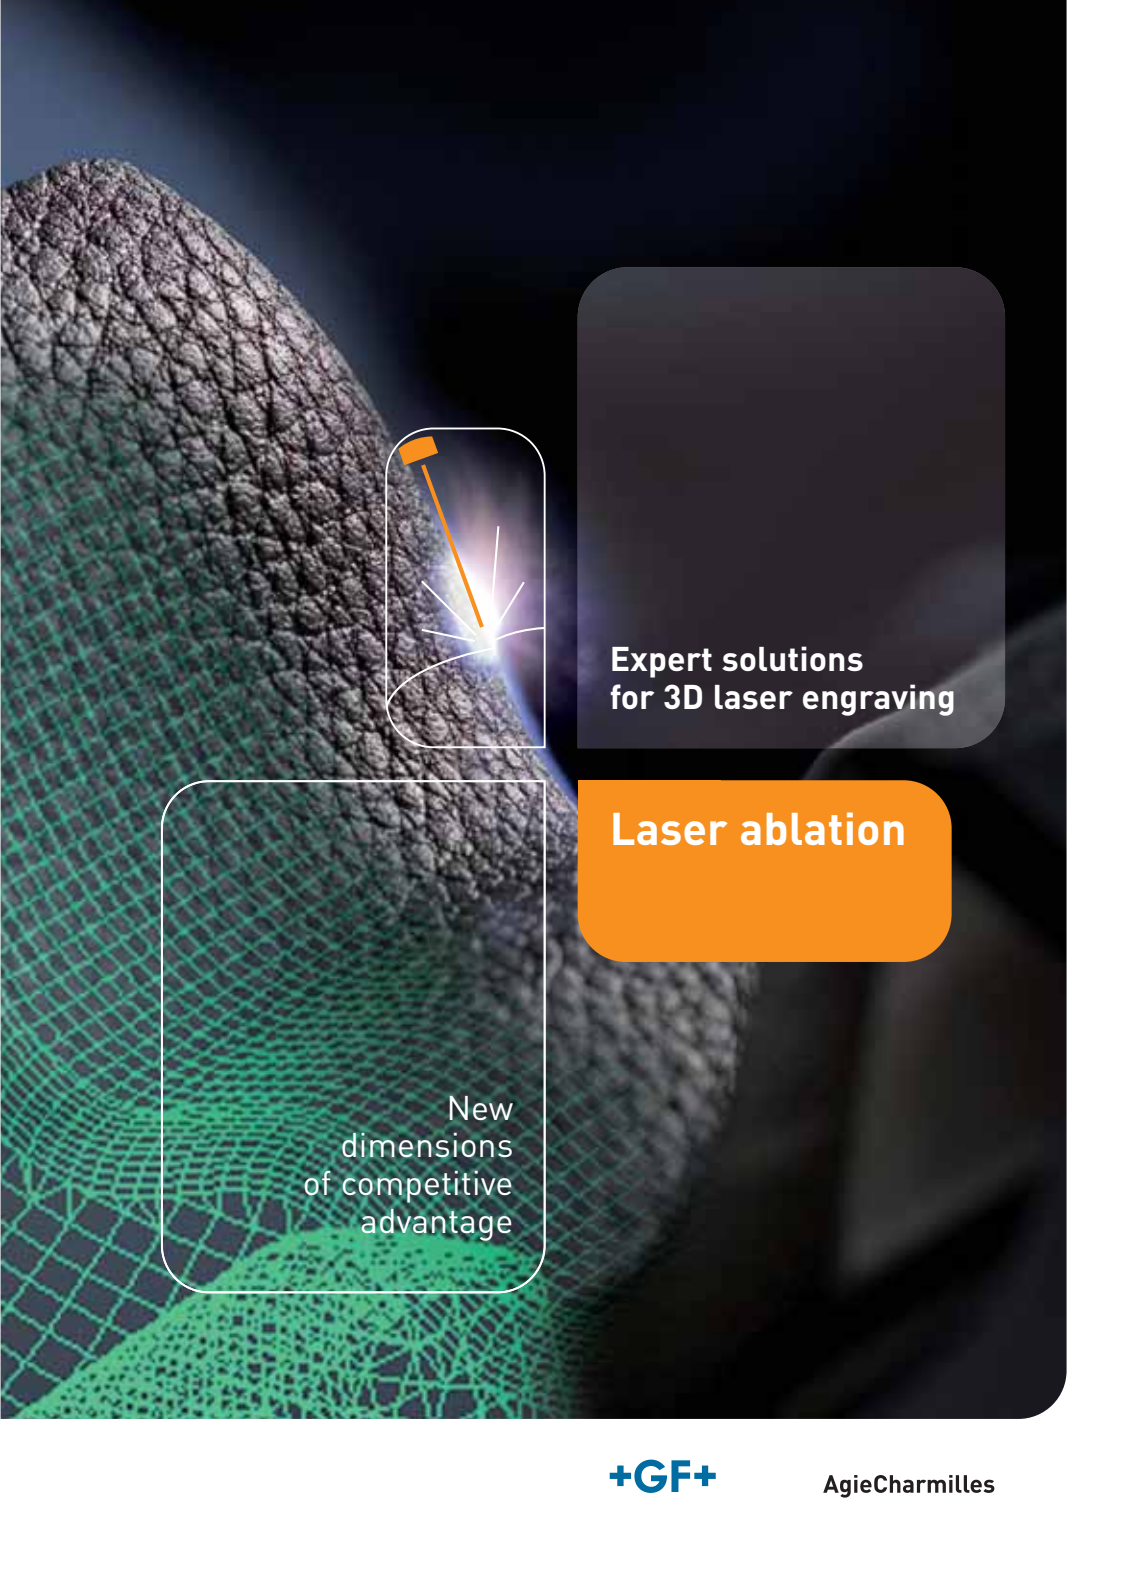 Expert solutions
for 3D laser engraving
Laser ablation
New
dimensions
of competitive
advantage
+GF+
AgieCharmilles